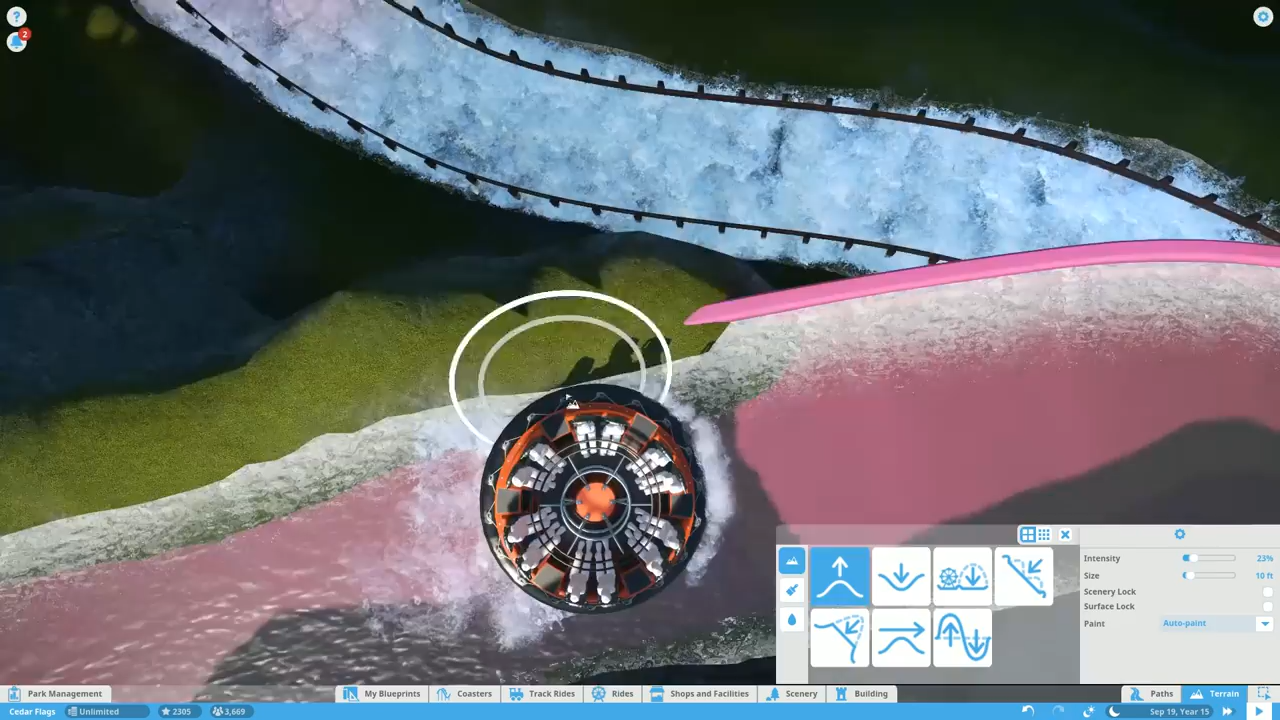 ?
2
Intensity 23%
Size 10 ft
Scenery Lock
Surface Lock
Paint Auto-paint
Park Management My Blueprints Coasters Track Rides Rides Shops and Facilities Scenery Building Paths Terrain
Cedar Flags Unlimited 2305 3,669 Sep 19, Year 15